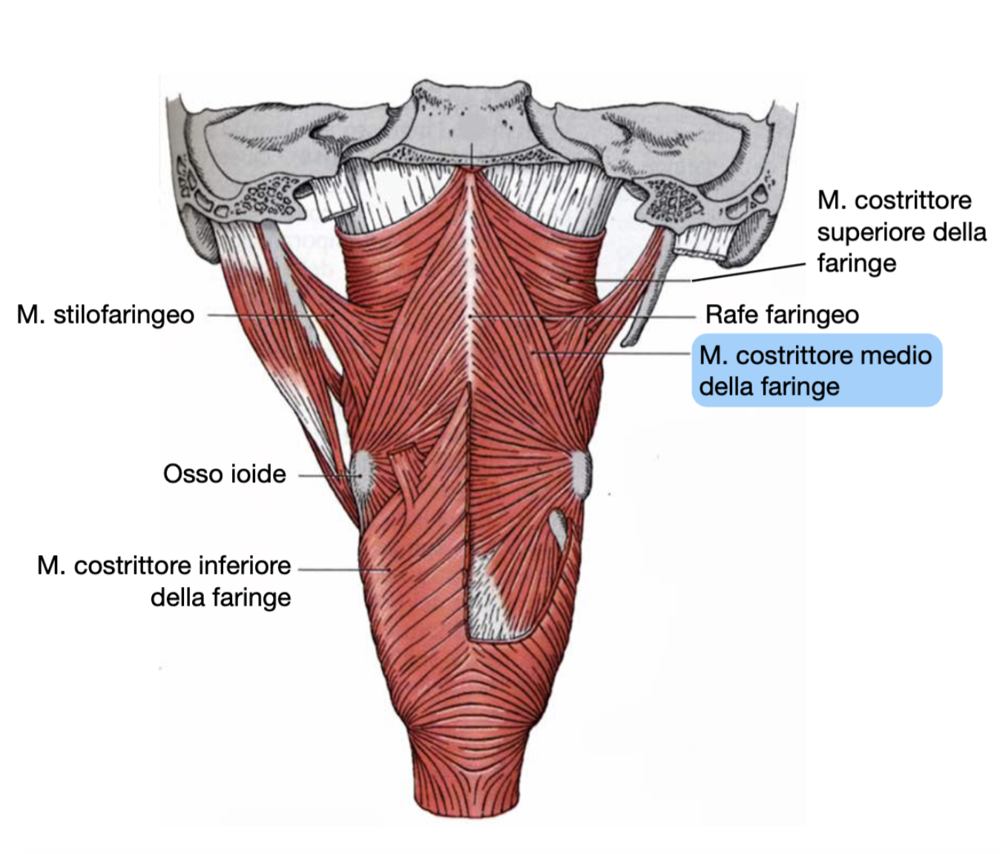 M. costrittore
superiore della
faringe
M. stilofaringeo
Rafe faringeo
M. costrittore medio
della faringe
Osso ioide
M. costrittore inferiore
della faringe